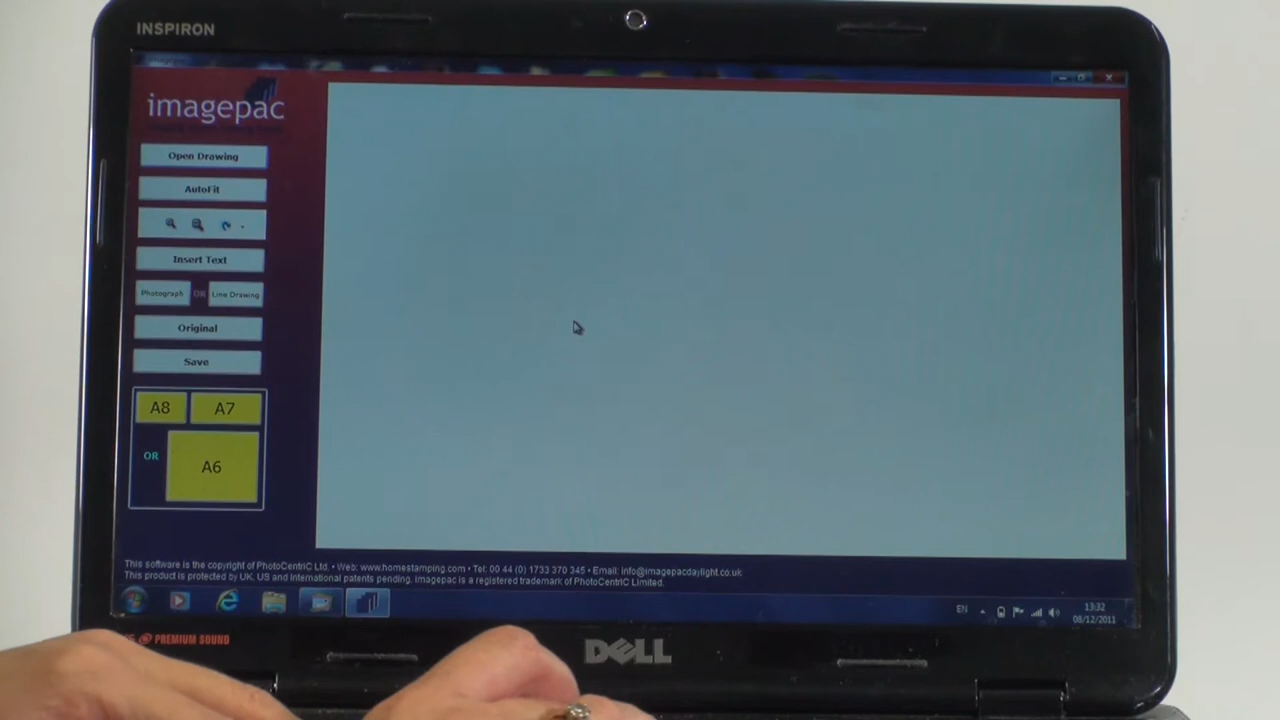 INSPIRON
imagepac
Open Drawing
AutoFit
Insert Text
Photograph OR Line Drawing
Original
Save
A8 A7
OR
A6
This software is the copyright of PhotoCentriC Ltd. • Web: www.homestamping.com • Tel: 00 44 (0) 1733 370 345 • Email: info@imagepacdaylight.co.uk
This product is protected by UK, US and International patents pending. Imagepac is a registered trademark of PhotoCentriC Limited.
EN
13:32
08/12/2011
PREMIUM SOUND
DELL